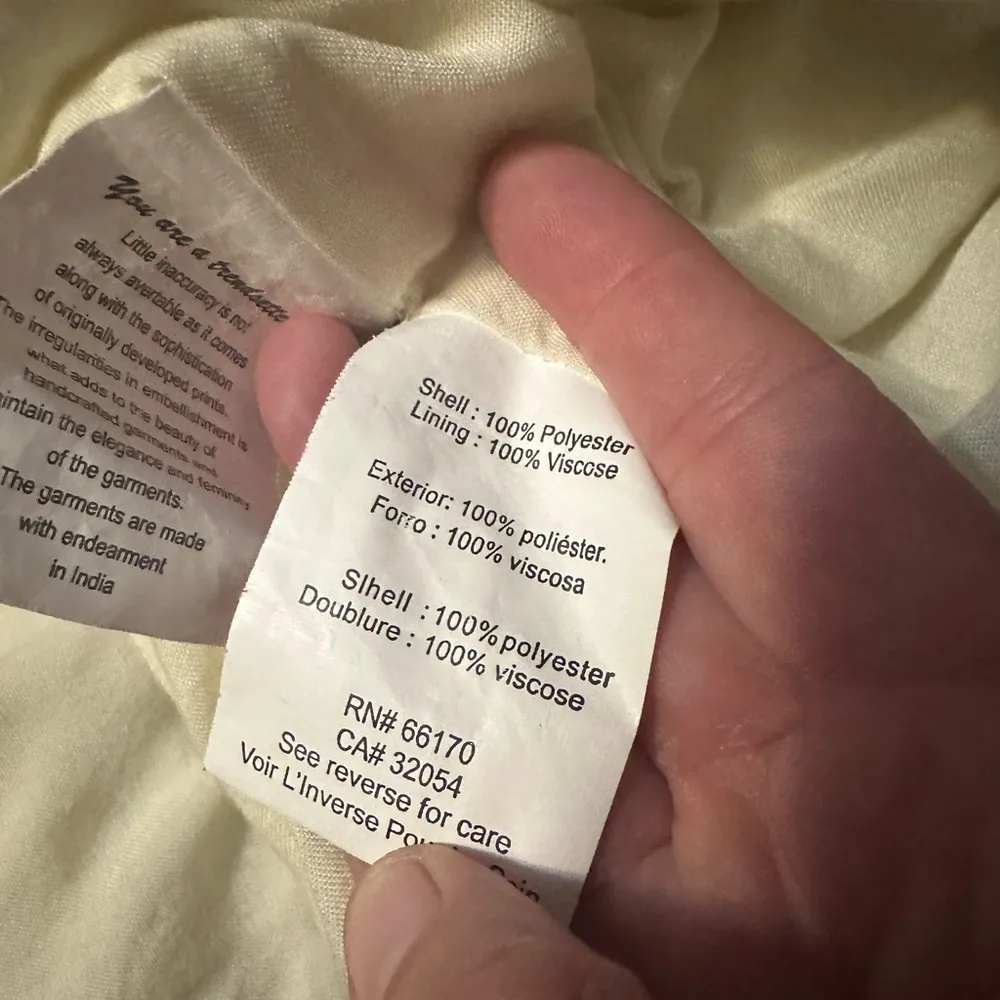 You are a trendsette
Little inaccuracy is not
always avertable as it comes
along with the sophistication
of originally developed prints.
The irregularities in embellishment is
what adds to the beauty of
handcrafted garments and
intain the elegance and feminine
of the garments.
The garments are made
with endearment
in India
Shell : 100% Polyester
Lining : 100% Viscose
Exterior: 100% poliéster.
Forro : 100% viscosa
Slhell : 100% polyester
Doublure : 100% viscose
RN# 66170
CA# 32054
See reverse for care
Voir L'Inverse